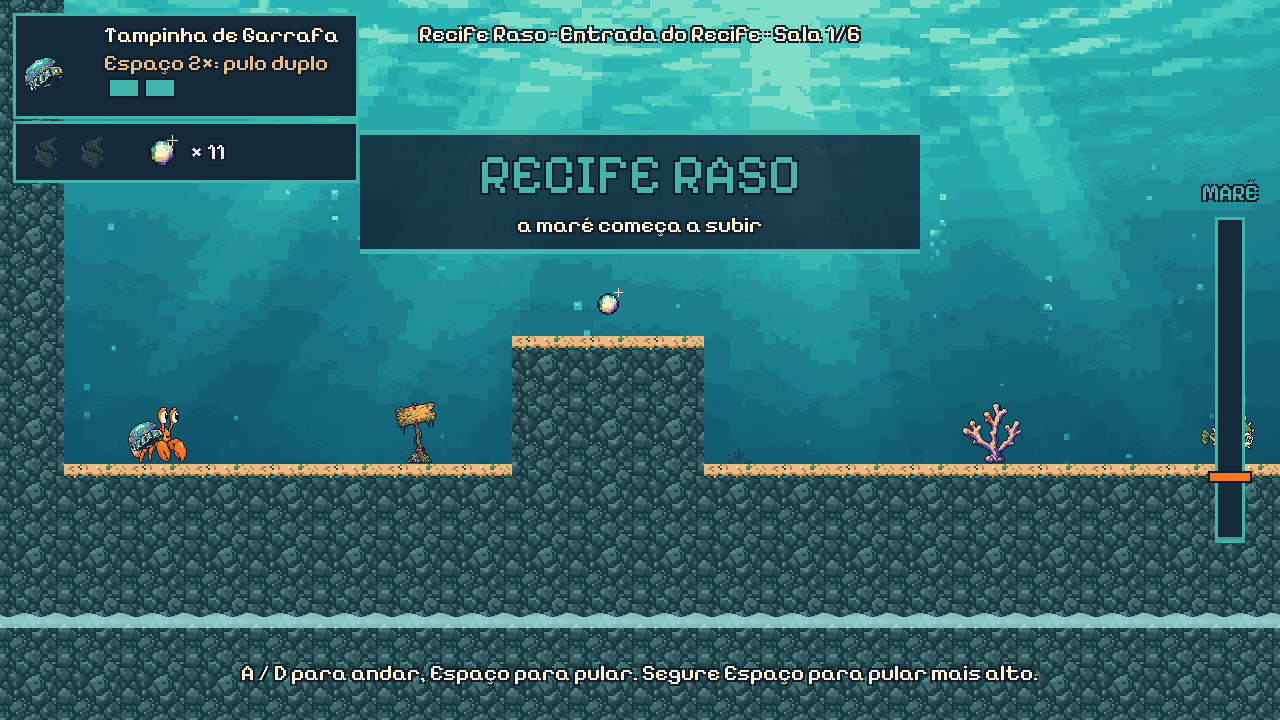 Tampinha de Garrafa
Espaço 2×: pulo duplo
× 11
Recife Raso · Entrada do Recife · Sala 1/6
RECIFE RASO
a maré começa a subir
MARÉ
A / D para andar, Espaço para pular. Segure Espaço para pular mais alto.